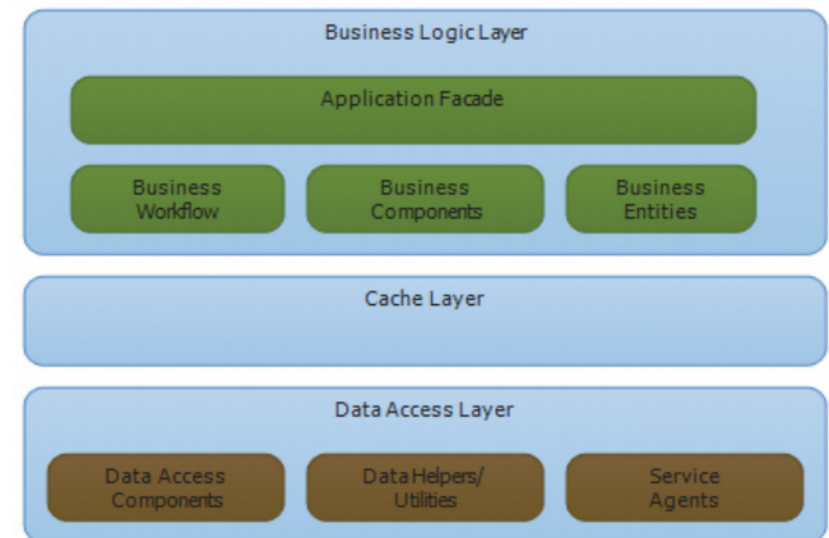 Business Logic Layer
Application Facade
Business
Workflow
Business
Components
Business
Entities
Cache Layer
Data Access Layer
Data Access
Components
Data Helpers/
Utilities
Service
Agents